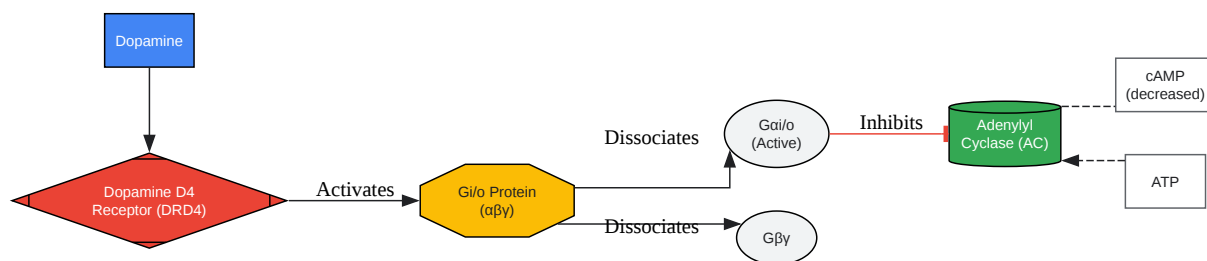 Dopamine
Dopamine D4
Receptor (DRD4)
Activates
Gi/o Protein
(αβγ)
Dissociates
Dissociates
Gαi/o
(Active)
Gβγ
Inhibits
Adenylyl
Cyclase (AC)
cAMP
(decreased)
ATP